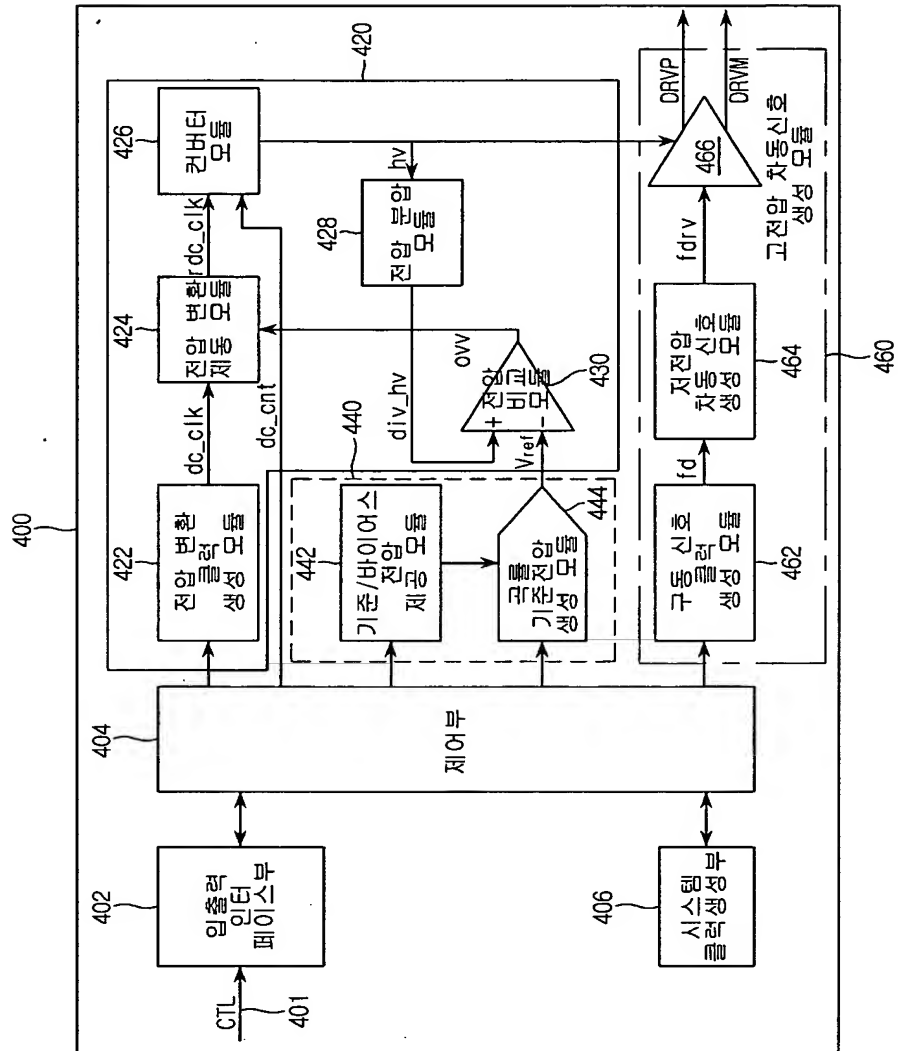 400
402
404
422
424
426
420
CTL
401
입출력
인터
페이스부
제어부
전압 변환
클럭
생성 모듈
dc_clk
전압 변환
제동 모듈
rdc_clk
컨버터
모듈
dc_cnt
442
440
기준/바이어스
전압
제공 모듈
div_hv
ovv
428
전압 분압
모듈
hv
전압
비교
모듈
+
-
430
Vref
444
곡률
기준전압
생성 모듈
406
시스템
클럭생성부
462
구동 신호
클럭
생성 모듈
fd
464
저전압
차동 신호
생성 모듈
fdrv
466
DRVP
DRVM
고전압 차동신호
생성 모듈
460